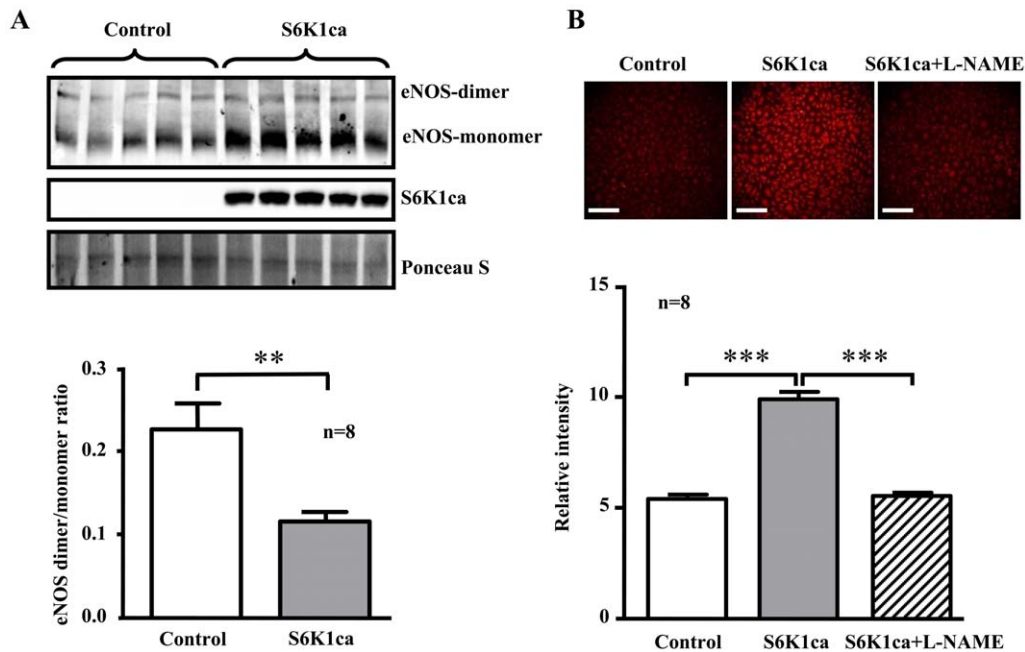 A
Control
S6K1ca
eNOS-dimer
eNOS-monomer
S6K1ca
Ponceau S
eNOS dimer/monomer ratio
0.3
0.2
0.1
0.0
**
n=8
Control
S6K1ca
B
Control
S6K1ca
S6K1ca+L-NAME
Relative intensity
15
10
5
0
n=8
***
***
Control
S6K1ca
S6K1ca+L-NAME